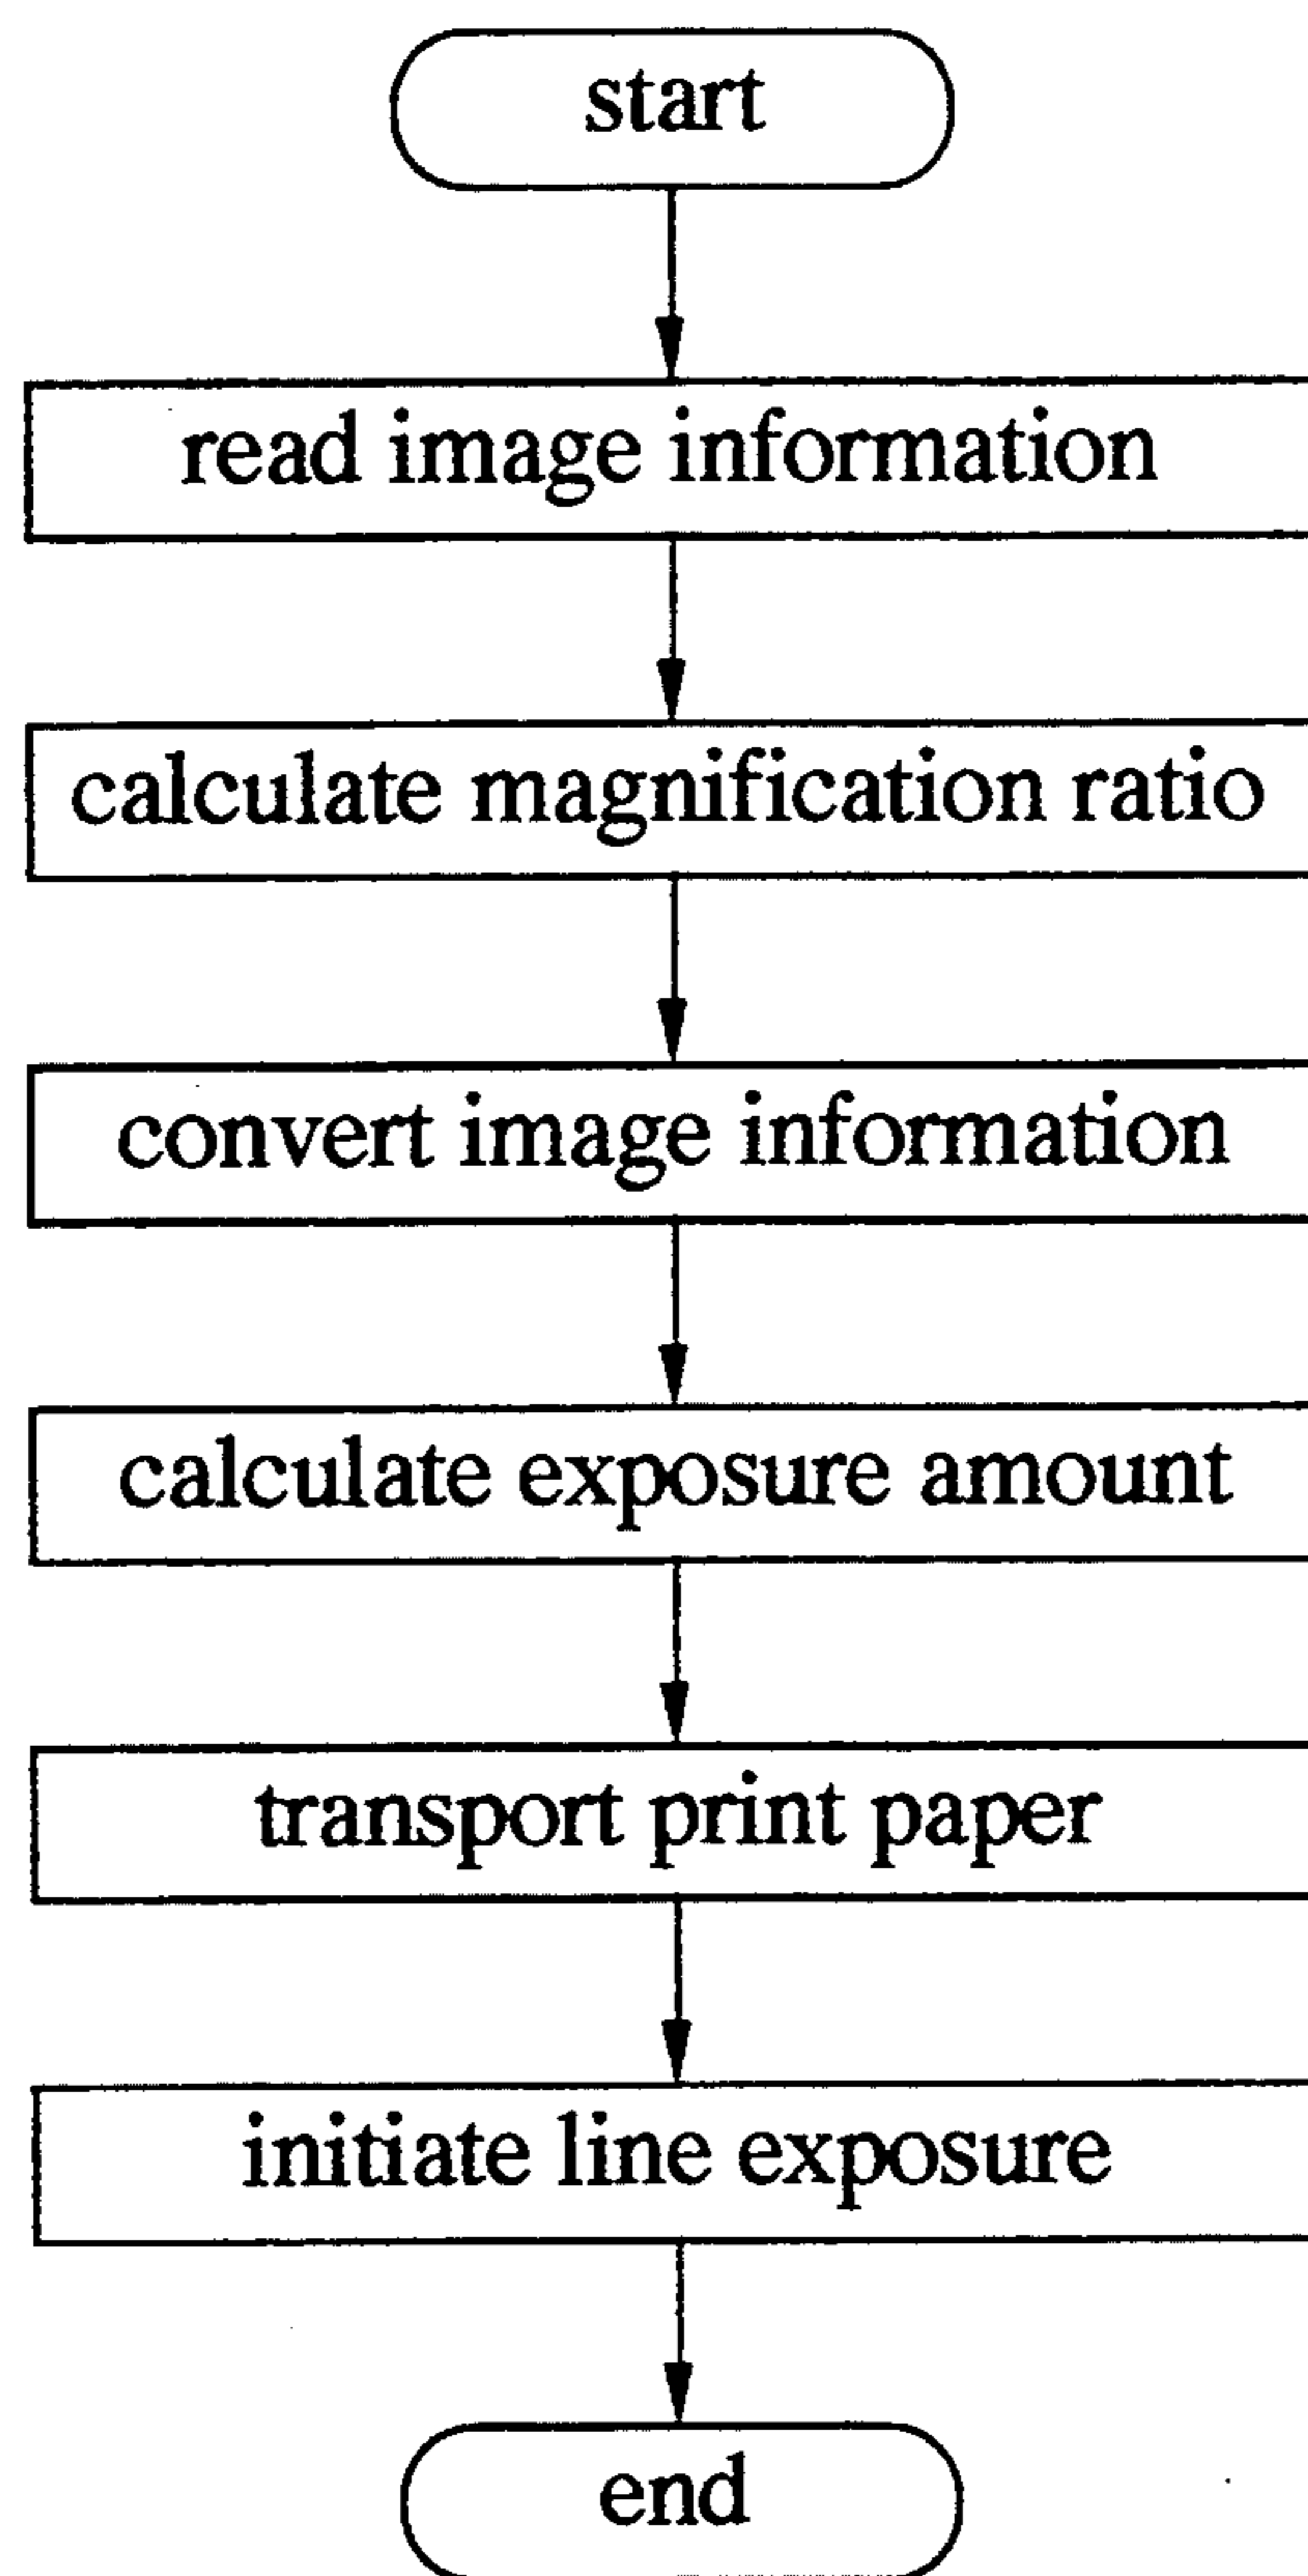 start
read image information
calculate magnification ratio
convert image information
calculate exposure amount
transport print paper
initiate line exposure
end